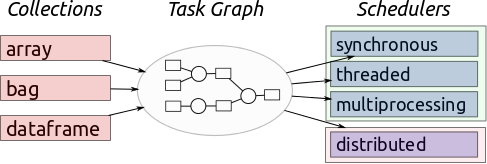 Collections
Task Graph
Schedulers
array
bag
dataframe
synchronous
threaded
multiprocessing
distributed